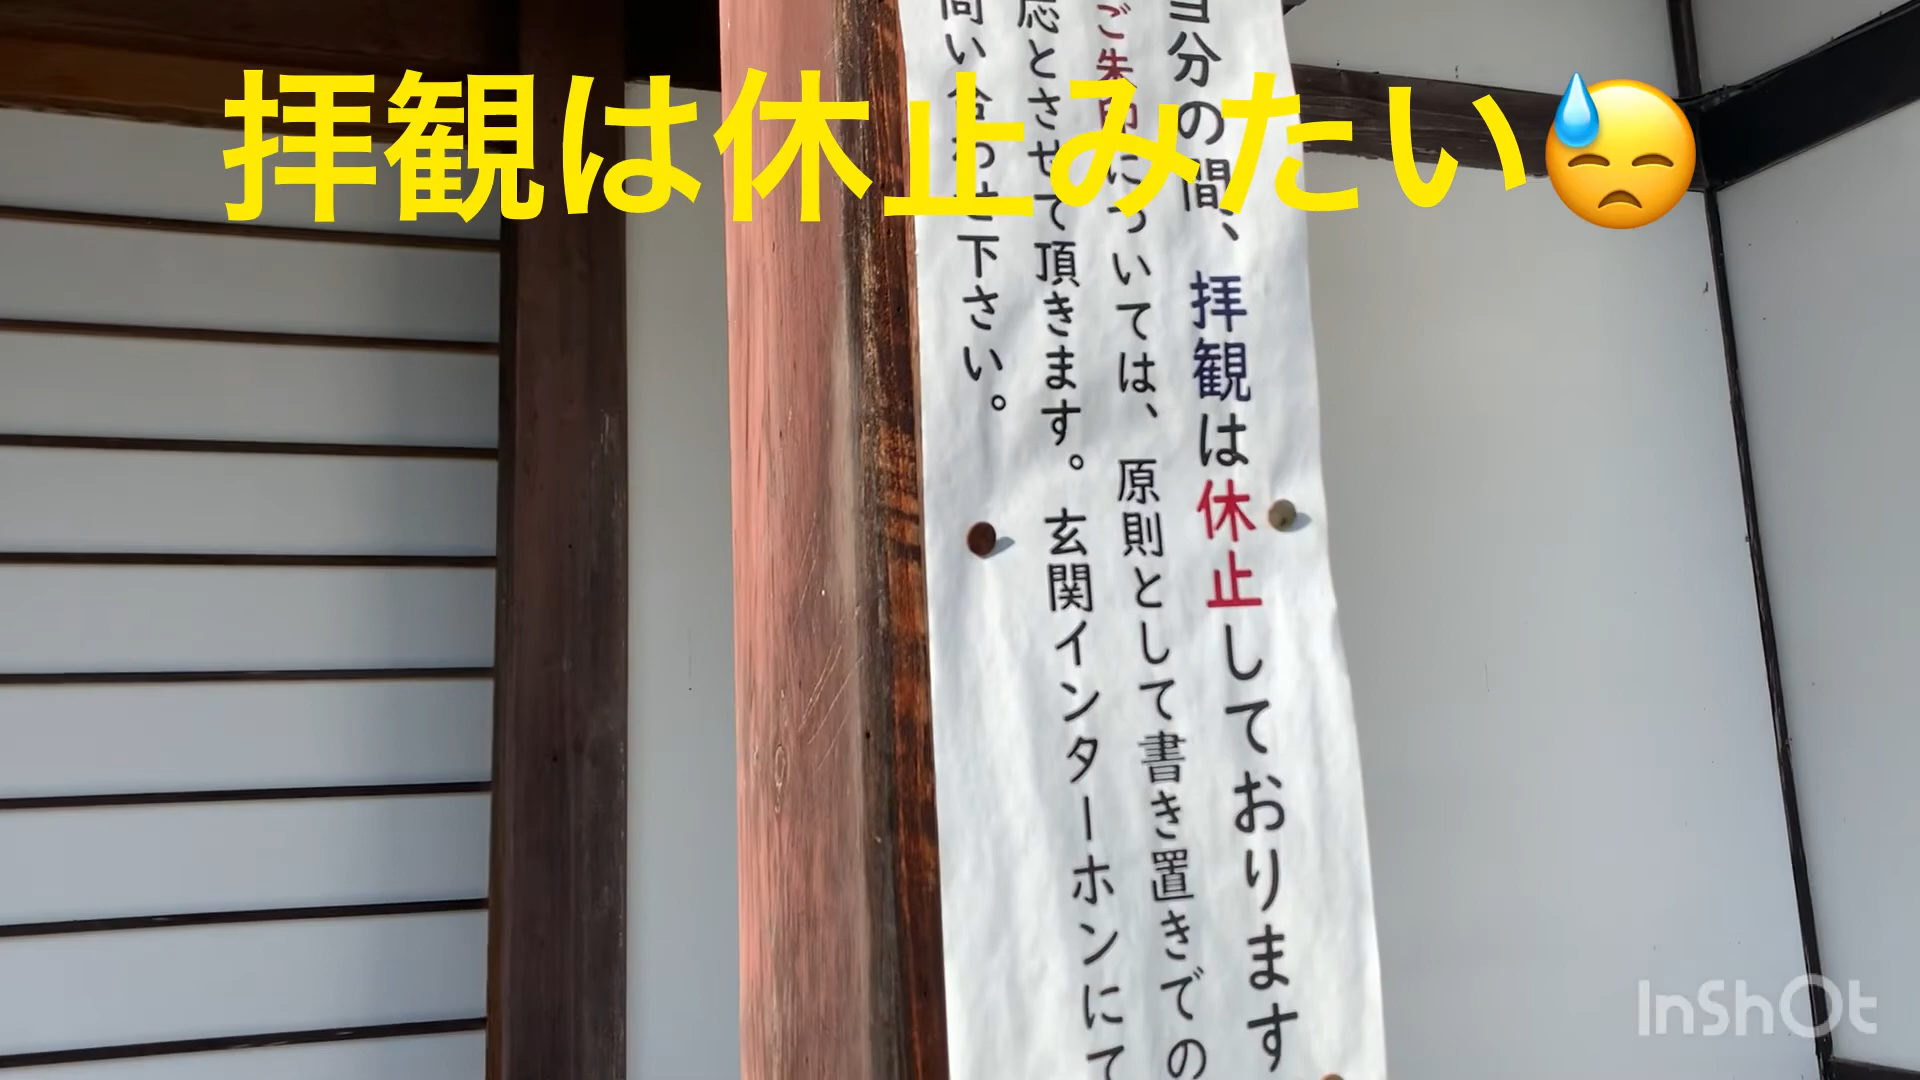 拝観は休止みたい😓
ヨ分の間、拝観は休止しております
ご朱印については、原則として書き置きでの
応とさせて頂きます。玄関インターホンにて
問い合わせ下さい。
InShOt